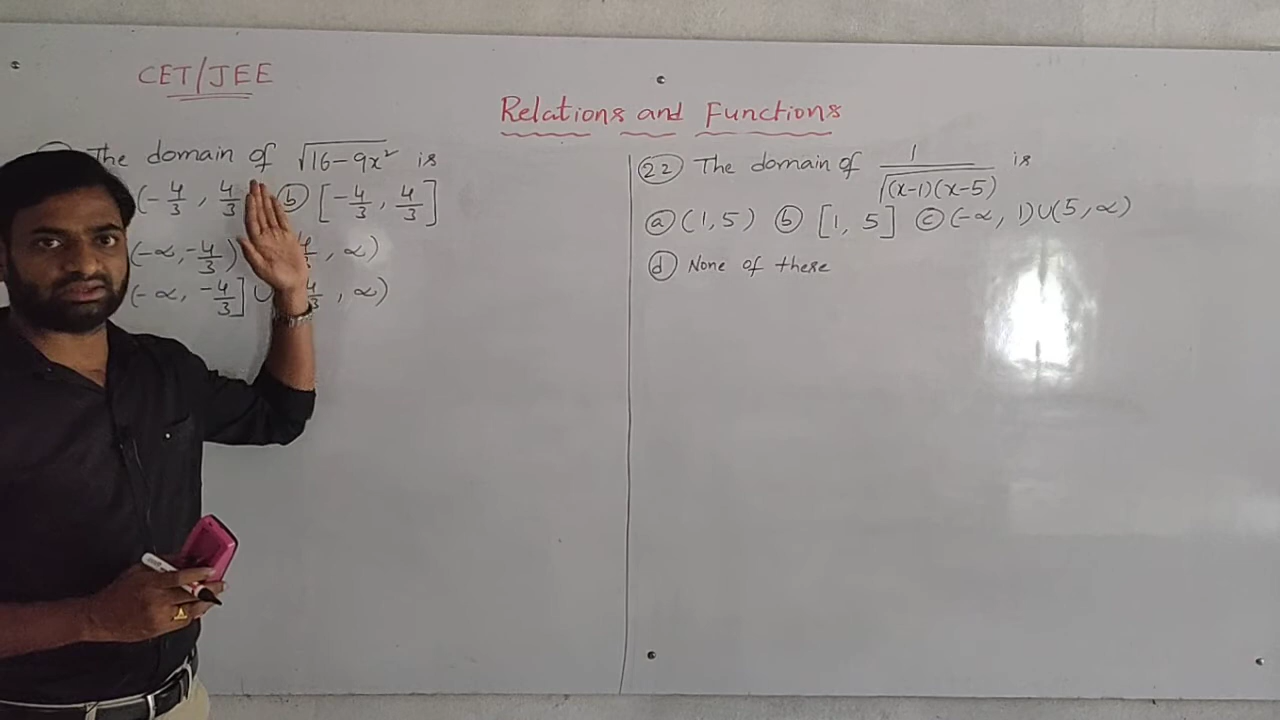 CET/JEE
Relations and Functions
The domain of √16-9x² is
(-4/3, 4/3 ⓑ [-4/3, 4/3]
(-∝, -4/3) , ∝)
(-∝, -4/3] ∪ 4/3, ∝)
㉒ The domain of 1/√(x-1)(x-5) is
ⓐ (1, 5) ⓑ [1, 5] ⓒ (-∝, 1)∪(5, ∝)
ⓓ None of these